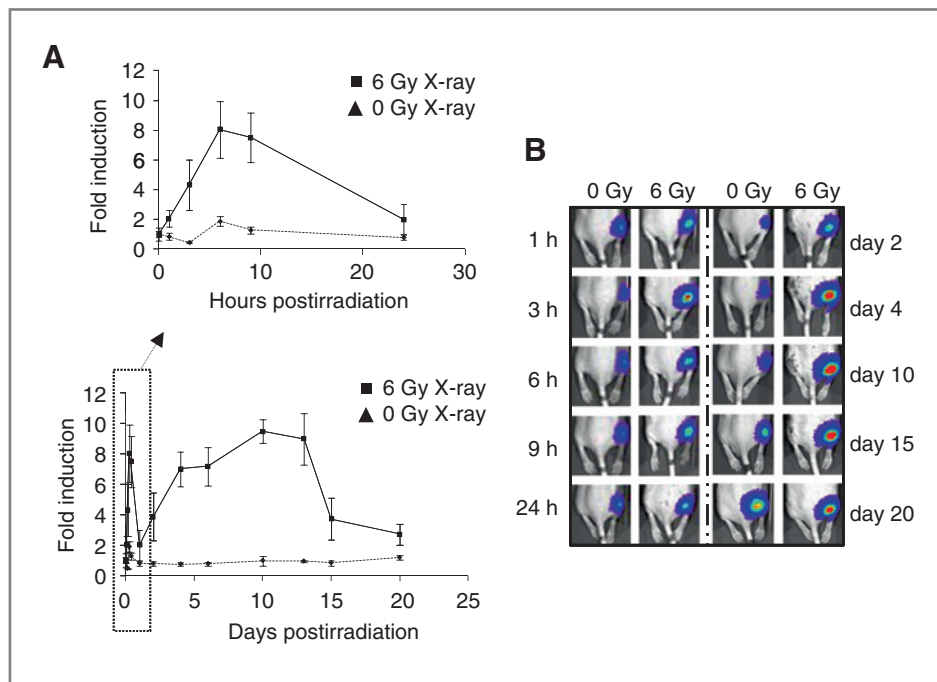 A
12
10
8
6
4
2
0
Fold induction
■ 6 Gy X-ray
▲ 0 Gy X-ray
0 10 20 30
Hours postirradiation
12
10
8
6
4
2
0
Fold induction
■ 6 Gy X-ray
▲ 0 Gy X-ray
0 5 10 15 20 25
Days postirradiation
B
0 Gy 6 Gy 0 Gy 6 Gy
1 h day 2
3 h day 4
6 h day 10
9 h day 15
24 h day 20